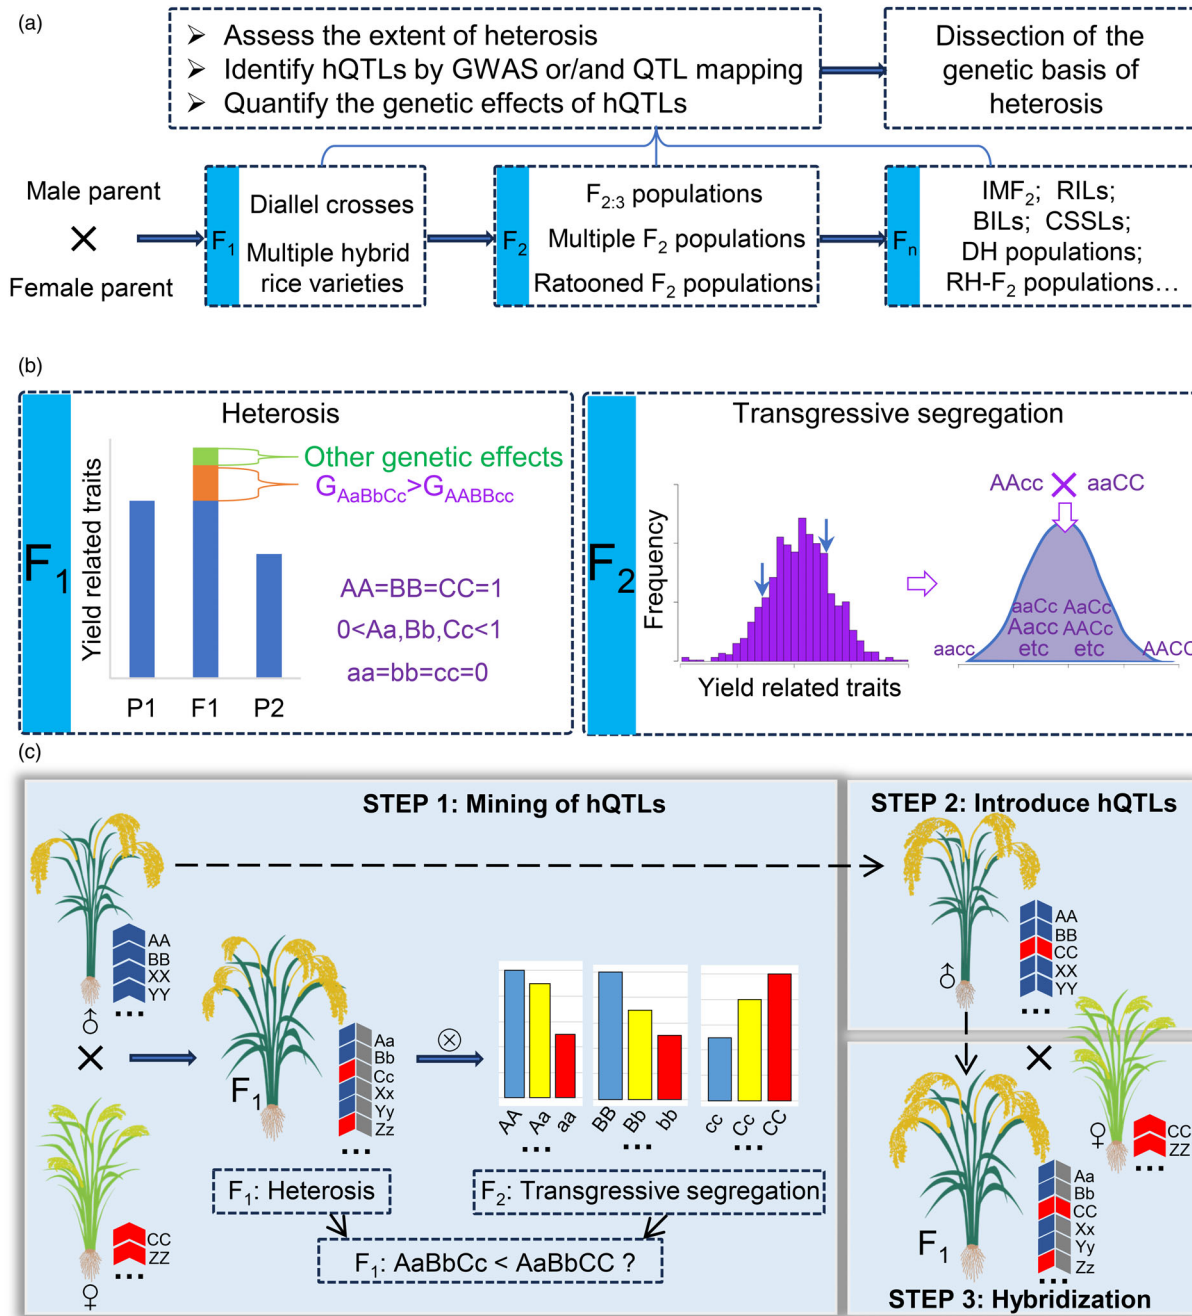 (a)
➢ Assess the extent of heterosis
➢ Identify hQTLs by GWAS or/and QTL mapping
➢ Quantify the genetic effects of hQTLs
Dissection of the
genetic basis of
heterosis
Male parent
×
Female parent
F₁
Diallel crosses
Multiple hybrid
rice varieties
F₂
F₂:₃ populations
Multiple F₂ populations
Ratooned F₂ populations
Fₙ
IMF₂; RILs;
BILs; CSSLs;
DH populations;
RH-F₂ populations…
(b)
F₁
Heterosis
Yield related traits
Other genetic effects
G_AaBbCc>G_AABBcc
AA=BB=CC=1
0<Aa,Bb,Cc<1
aa=bb=cc=0
P1 F1 P2
F₂
Transgressive segregation
Frequency
Yield related traits
AAcc × aaCC
aaCc AaCc
Aacc AACc
etc etc
aacc
AACC
(c)
STEP 1: Mining of hQTLs
AA
BB
XX
YY
...
♂
×
CC
ZZ
...
♀
F₁
Aa
Bb
Cc
Xx
Yy
Zz
...
⊗
AA Aa aa
...
BB Bb bb
...
cc Cc CC
...
F₁: Heterosis
F₂: Transgressive segregation
F₁: AaBbCc < AaBbCC ?
STEP 2: Introduce hQTLs
AA
BB
CC
XX
YY
...
♂
×
CC
ZZ
...
♀
F₁
Aa
Bb
CC
Xx
Yy
Zz
...
STEP 3: Hybridization